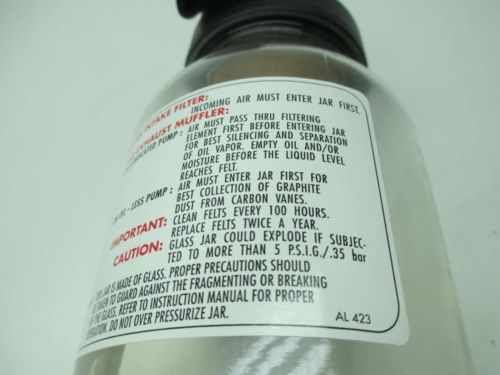 INTAKE FILTER: INCOMING AIR MUST ENTER JAR FIRST.
EXHAUST MUFFLER:
PUMP : AIR MUST PASS THRU FILTERING
ELEMENT FIRST BEFORE ENTERING JAR
FOR BEST SILENCING AND SEPARATION
OF OIL VAPOR. EMPTY OIL AND/OR
MOISTURE BEFORE THE LIQUID LEVEL
REACHES FELT.
OIL - LESS PUMP : AIR MUST ENTER JAR FIRST FOR
BEST COLLECTION OF GRAPHITE
DUST FROM CARBON VANES.
IMPORTANT: CLEAN FELTS EVERY 100 HOURS.
REPLACE FELTS TWICE A YEAR.
CAUTION: GLASS JAR COULD EXPLODE IF SUBJEC-
TED TO MORE THAN 5 P.S.I.G./.35 bar
JAR IS MADE OF GLASS. PROPER PRECAUTIONS SHOULD
TAKEN TO GUARD AGAINST THE FRAGMENTING OR BREAKING
THE GLASS. REFER TO INSTRUCTION MANUAL FOR PROPER
OPERATION. DO NOT OVER PRESSURIZE JAR.
AL 423